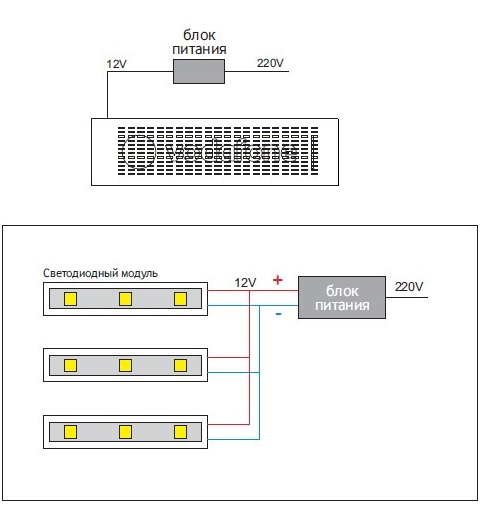 блок
питания
12V
220V
Светодиодный модуль
12V
+
-
блок
питания
220V